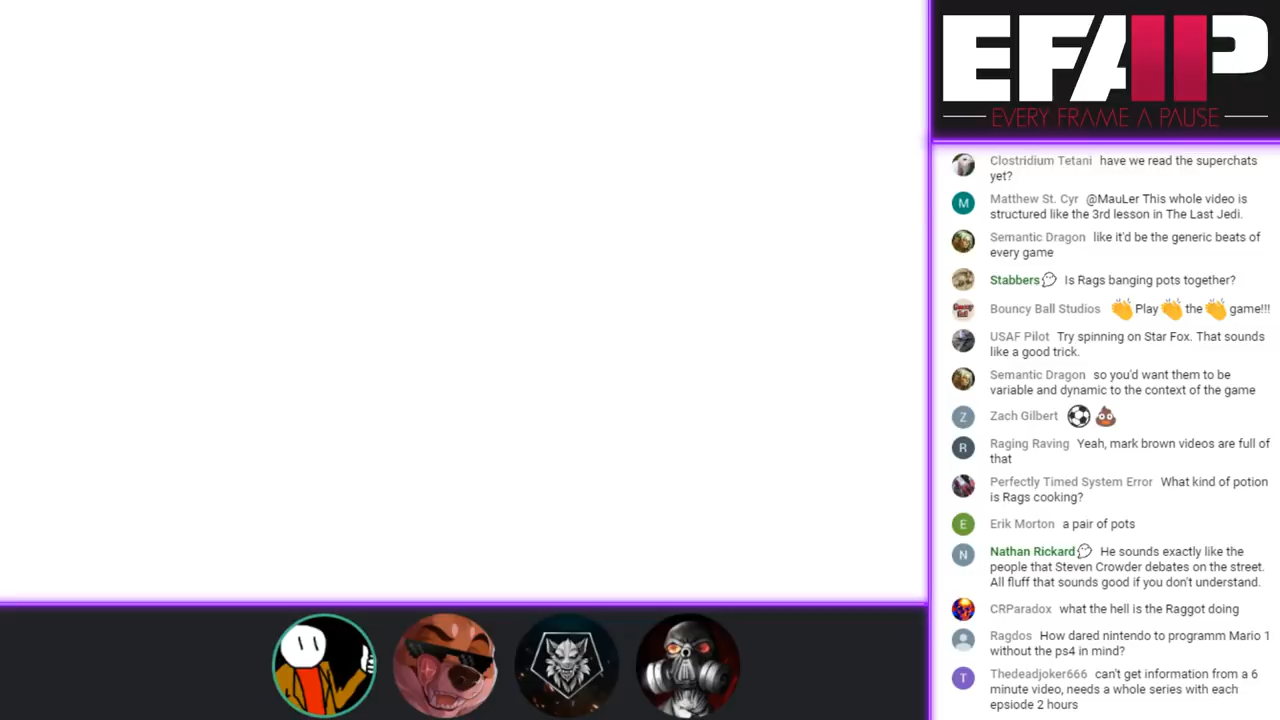 EFAP
EVERY FRAME A PAUSE
Clostridium Tetani have we read the superchats
yet?
M Matthew St. Cyr @MauLer This whole video is
structured like the 3rd lesson in The Last Jedi.
Semantic Dragon like it'd be the generic beats of
every game
Stabbers Is Rags banging pots together?
Bouncy Ball Studios 👏 Play 👏 the 👏 game!!!
USAF Pilot Try spinning on Star Fox. That sounds
like a good trick.
Semantic Dragon so you'd want them to be
variable and dynamic to the context of the game
Z Zach Gilbert ⚽ 💩
R Raging Raving Yeah, mark brown videos are full of
that
Perfectly Timed System Error What kind of potion
is Rags cooking?
E Erik Morton a pair of pots
N Nathan Rickard He sounds exactly like the
people that Steven Crowder debates on the street.
All fluff that sounds good if you don't understand.
CRParadox what the hell is the Raggot doing
Ragdos How dared nintendo to programm Mario 1
without the ps4 in mind?
T Thedeadjoker666 can't get information from a 6
minute video, needs a whole series with each
epsiode 2 hours